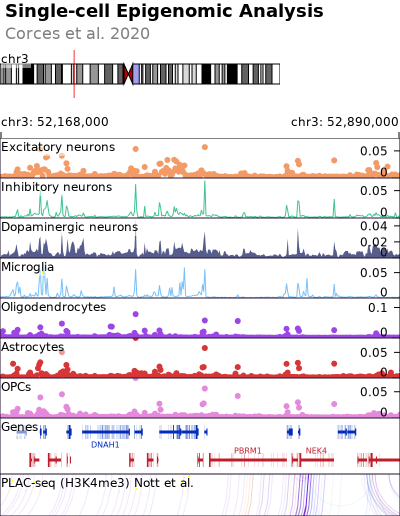 Single-cell Epigenomic Analysis
Corces et al. 2020
chr3
chr3: 52,168,000 chr3: 52,890,000
Excitatory neurons 0.05
0
Inhibitory neurons 0.05
0
Dopaminergic neurons 0.04
0.02
0
Microglia 0.05
0
Oligodendrocytes 0.1
0
Astrocytes 0.05
0
OPCs 0.05
0
Genes
DNAH1
PBRM1 NEK4
PLAC-seq (H3K4me3) Nott et al.